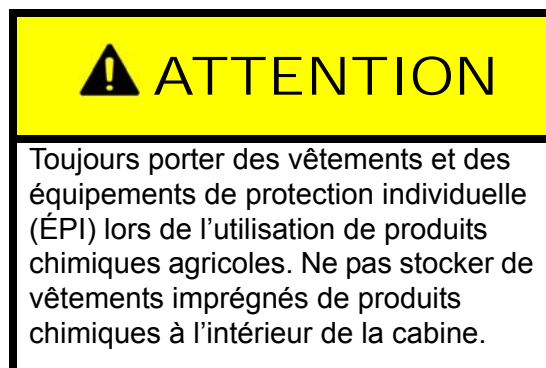 ATTENTION
Toujours porter des vêtements et des
équipements de protection individuelle
(ÉPI) lors de l’utilisation de produits
chimiques agricoles. Ne pas stocker de
vêtements imprégnés de produits
chimiques à l’intérieur de la cabine.